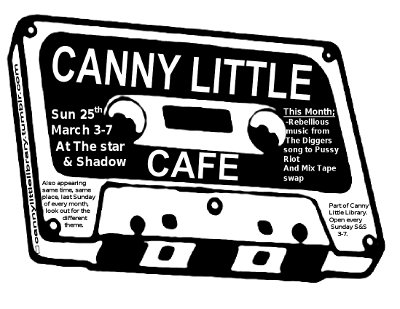 CANNY LITTLE
CAFE
Sun 25th
March 3-7
At The star
& Shadow
This Month;
-Rebellious
music from
The Diggers
song to Pussy
Riot
And Mix Tape
swap
Also appearing
same time, same
place, last Sunday
of every month,
look out for the
different
theme.
Part of Canny
Little Library.
Open every
Sunday S&S
3-7.
cannylittlelibrary.tumblr.com